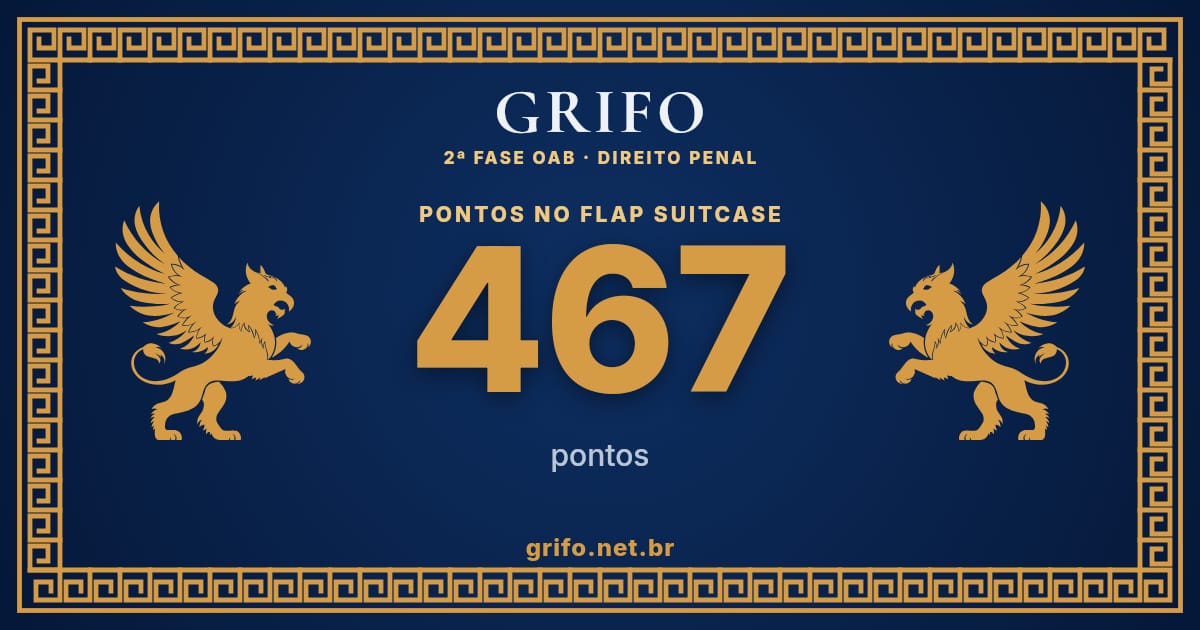 GRIFO
2ª FASE OAB · DIREITO PENAL
PONTOS NO FLAP SUITCASE
467
pontos
grifo.net.br